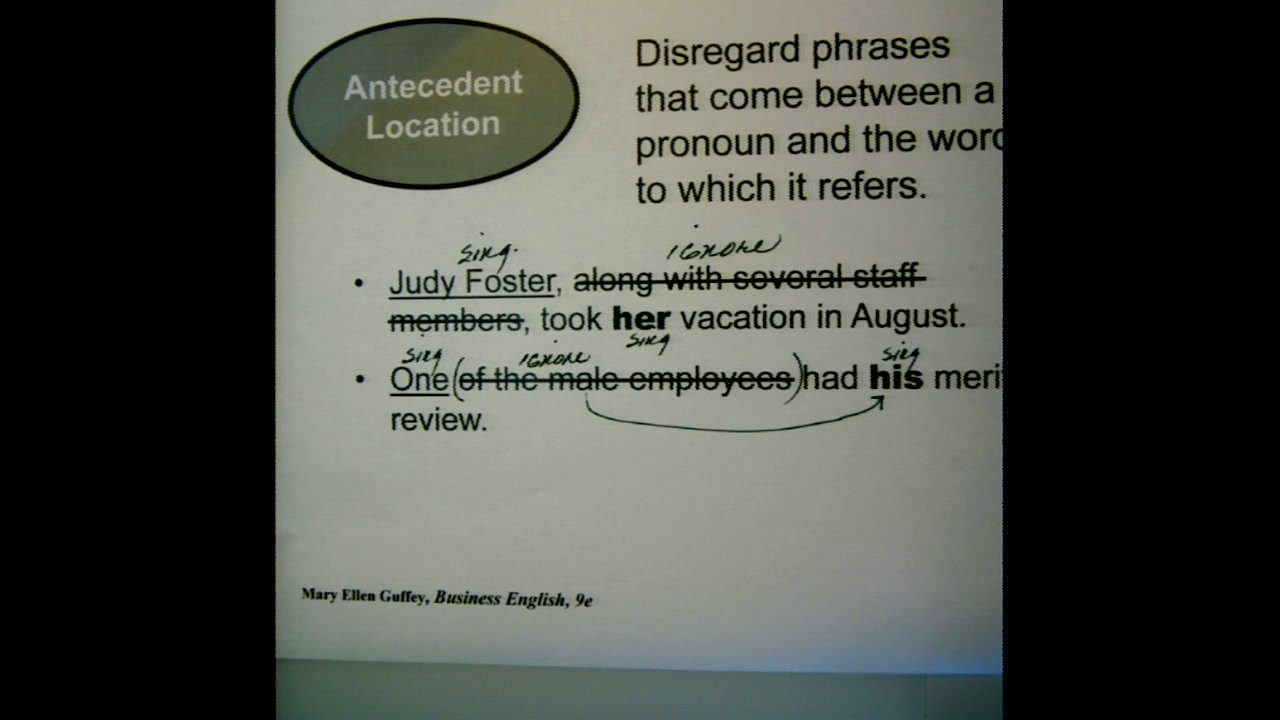 Antecedent
Location
Disregard phrases
that come between a
pronoun and the word
to which it refers.
sing. ignore
• Judy Foster, along with several staff
members, took her vacation in August.
sing
sing ignore sing
• One (of the male employees) had his meri
review.
Mary Ellen Guffey, Business English, 9e